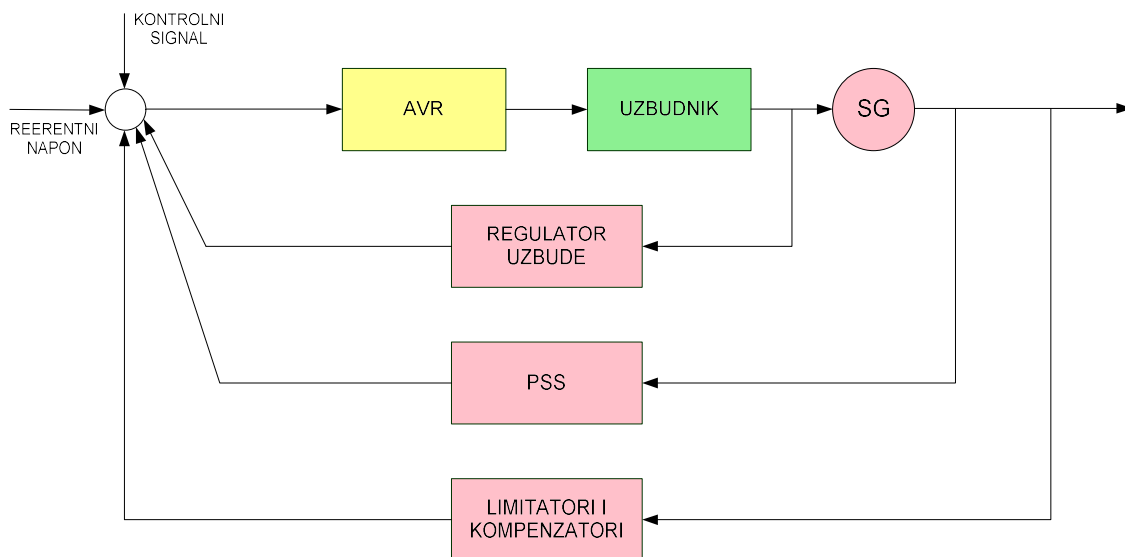 KONTROLNI
SIGNAL
REERENTNI
NAPON
AVR
UZBUDNIK
SG
REGULATOR
UZBUDE
PSS
LIMITATORI I
KOMPENZATORI